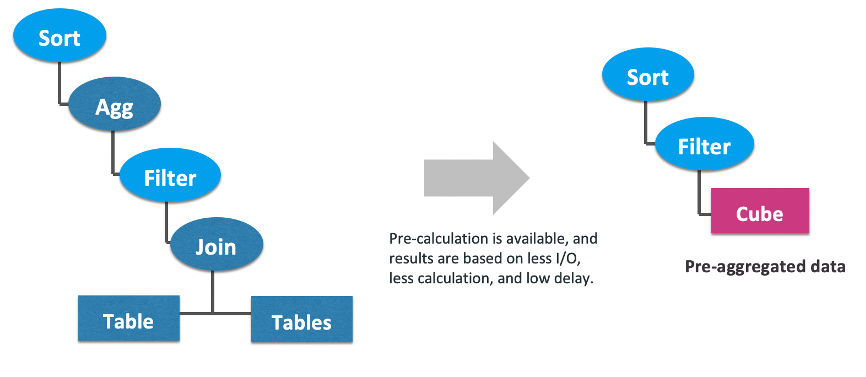 Sort
Agg
Filter
Join
Table
Tables
Pre-calculation is available, and
results are based on less I/O,
less calculation, and low delay.
Sort
Filter
Cube
Pre-aggregated data